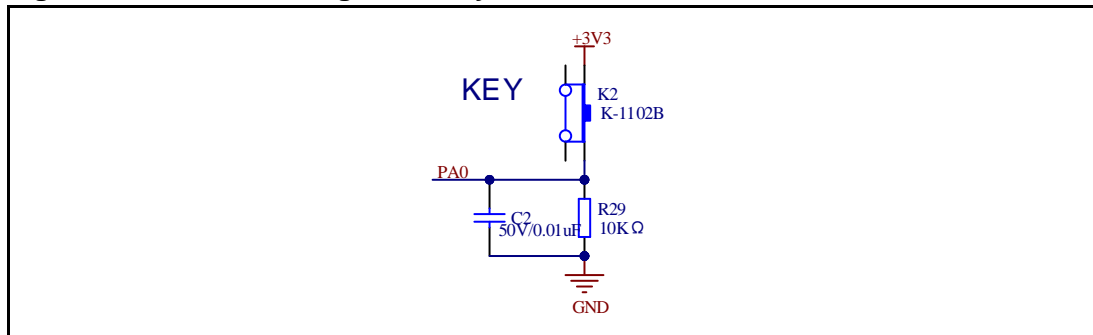 +3V3
KEY
K2
K-1102B
PA0
C2
50V/0.01uF
R29
10KΩ
GND